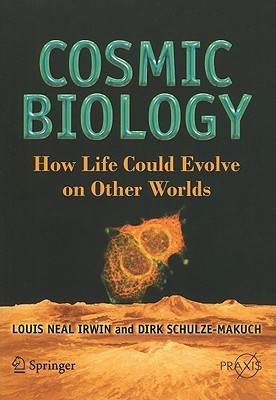 COSMIC
BIOLOGY
How Life Could Evolve
on Other Worlds
LOUIS NEAL IRWIN and DIRK SCHULZE-MAKUCH
Springer
PRAXIS